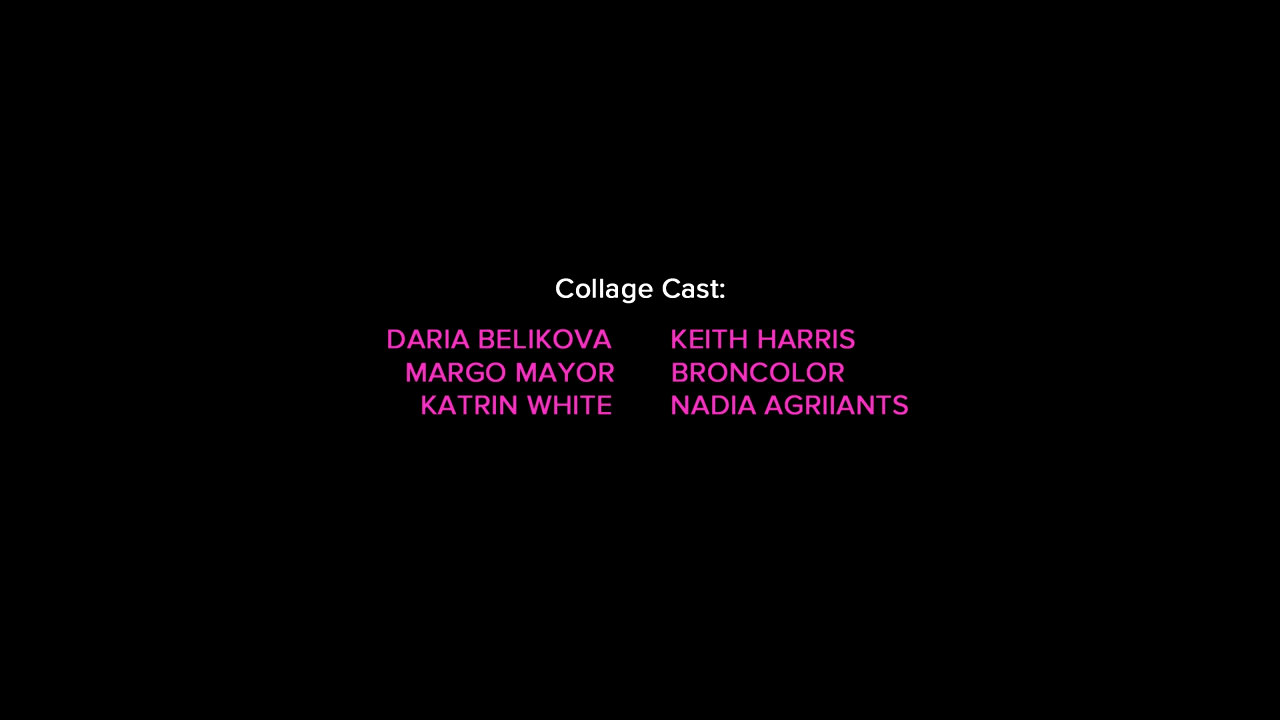 Collage Cast:
DARIA BELIKOVA KEITH HARRIS
MARGO MAYOR BRONCOLOR
KATRIN WHITE NADIA AGRIIANTS